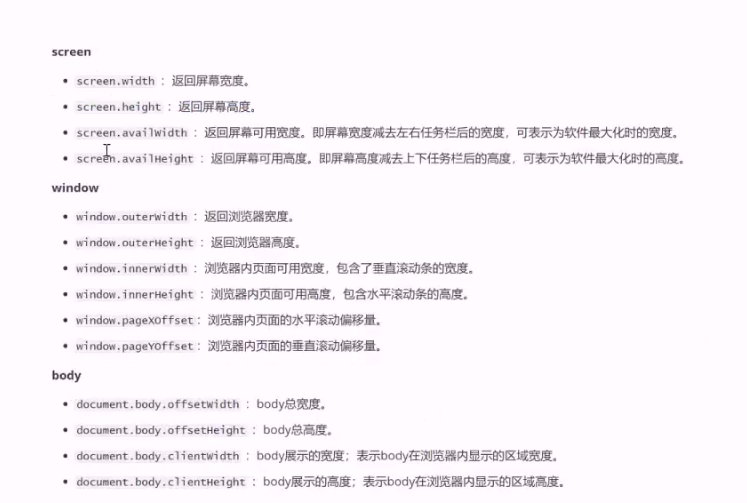 screen
screen.width ： 返回屏幕宽度。
screen.height ： 返回屏幕高度。
screen.availWidth ： 返回屏幕可用宽度。即屏幕宽度减去左右任务栏后的宽度，可表示为软件最大化时的宽度。
screen.availHeight ： 返回屏幕可用高度。即屏幕高度减去上下任务栏后的高度，可表示为软件最大化时的高度。
window
window.outerWidth ： 返回浏览器宽度。
window.outerHeight ： 返回浏览器高度。
window.innerWidth ： 浏览器内页面可用宽度，包含了垂直滚动条的宽度。
window.innerHeight ： 浏览器内页面可用高度，包含水平滚动条的高度。
window.pageXOffset： 浏览器内页面的水平滚动偏移量。
window.pageYOffset： 浏览器内页面的垂直滚动偏移量。
body
document.body.offsetWidth ： body总宽度。
document.body.offsetHeight ： body总高度。
document.body.clientWidth ： body展示的宽度；表示body在浏览器内显示的区域宽度。
document.body.clientHeight ： body展示的高度；表示body在浏览器内显示的区域高度。